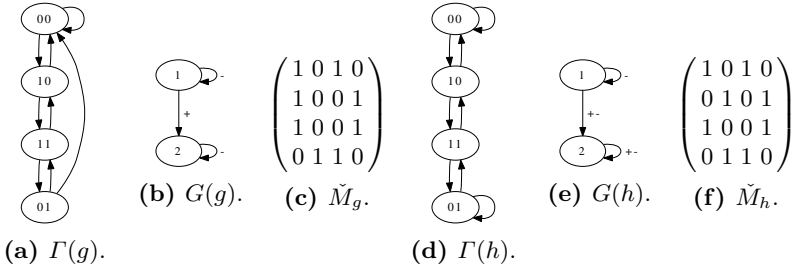 00
10
11
01
(a) Γ(g).
1
-
+
2
-
(b) G(g).
1 0 1 0
1 0 0 1
1 0 0 1
0 1 1 0
(c) M̌g.
00
10
11
01
(d) Γ(h).
1
-
+-
2
+-
(e) G(h).
1 0 1 0
0 1 0 1
1 0 0 1
0 1 1 0
(f) M̌h.